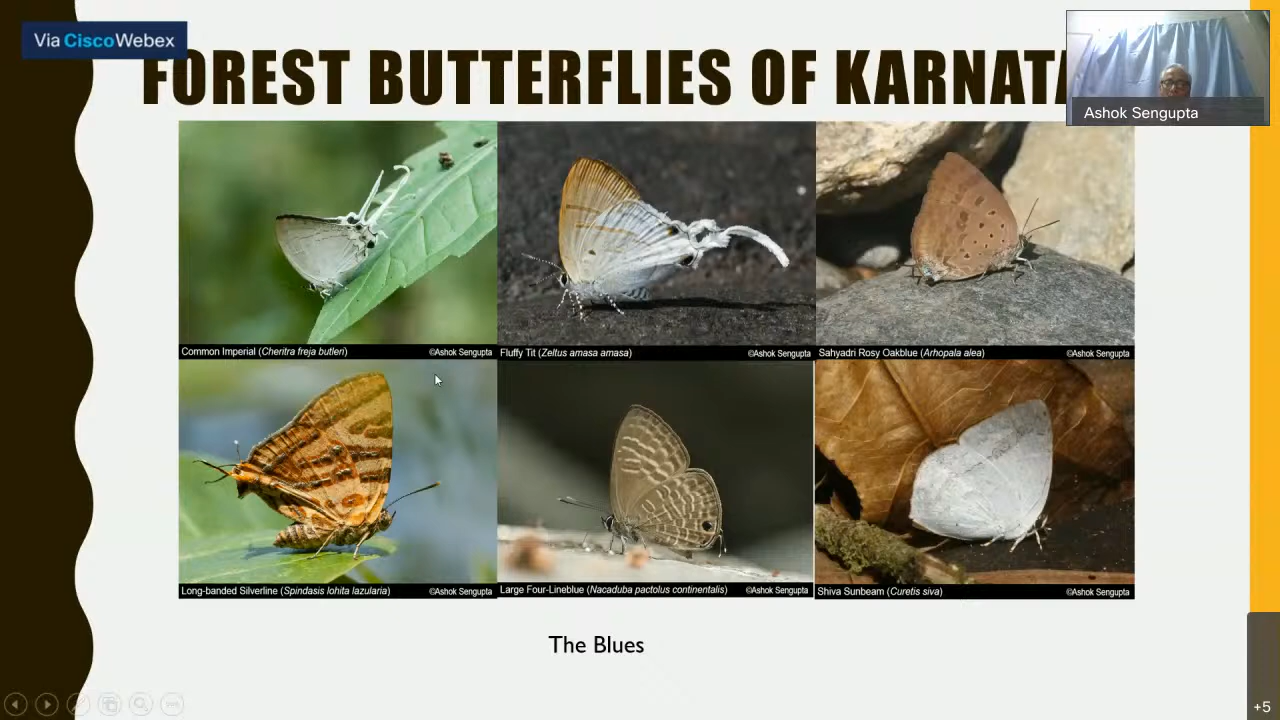 Via CiscoWebex
FOREST BUTTERFLIES OF KARNATA
Ashok Sengupta
Common Imperial (Cheritra freja butleri) ©Ashok Sengupta
Fluffy Tit (Zeltus amasa amasa) ©Ashok Sengupta
Sahyadri Rosy Oakblue (Arhopala alea) ©Ashok Sengupta
Long-banded Silverline (Spindasis lohita lazularia) ©Ashok Sengupta
Large Four-Lineblue (Nacaduba pactolus continentalis) ©Ashok Sengupta
Shiva Sunbeam (Curetis siva) ©Ashok Sengupta
The Blues
+5